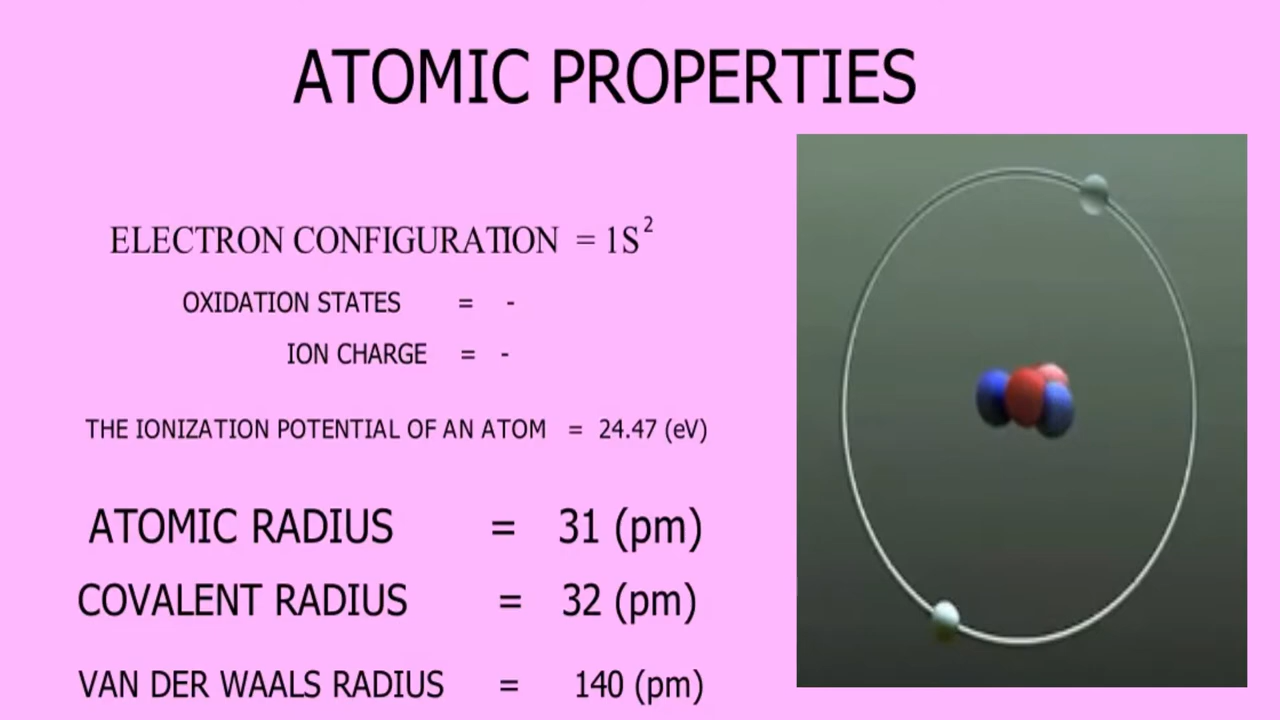 ATOMIC PROPERTIES
ELECTRON CONFIGURATION = 1S²
OXIDATION STATES = -
ION CHARGE = -
THE IONIZATION POTENTIAL OF AN ATOM = 24.47 (eV)
ATOMIC RADIUS = 31 (pm)
COVALENT RADIUS = 32 (pm)
VAN DER WAALS RADIUS = 140 (pm)